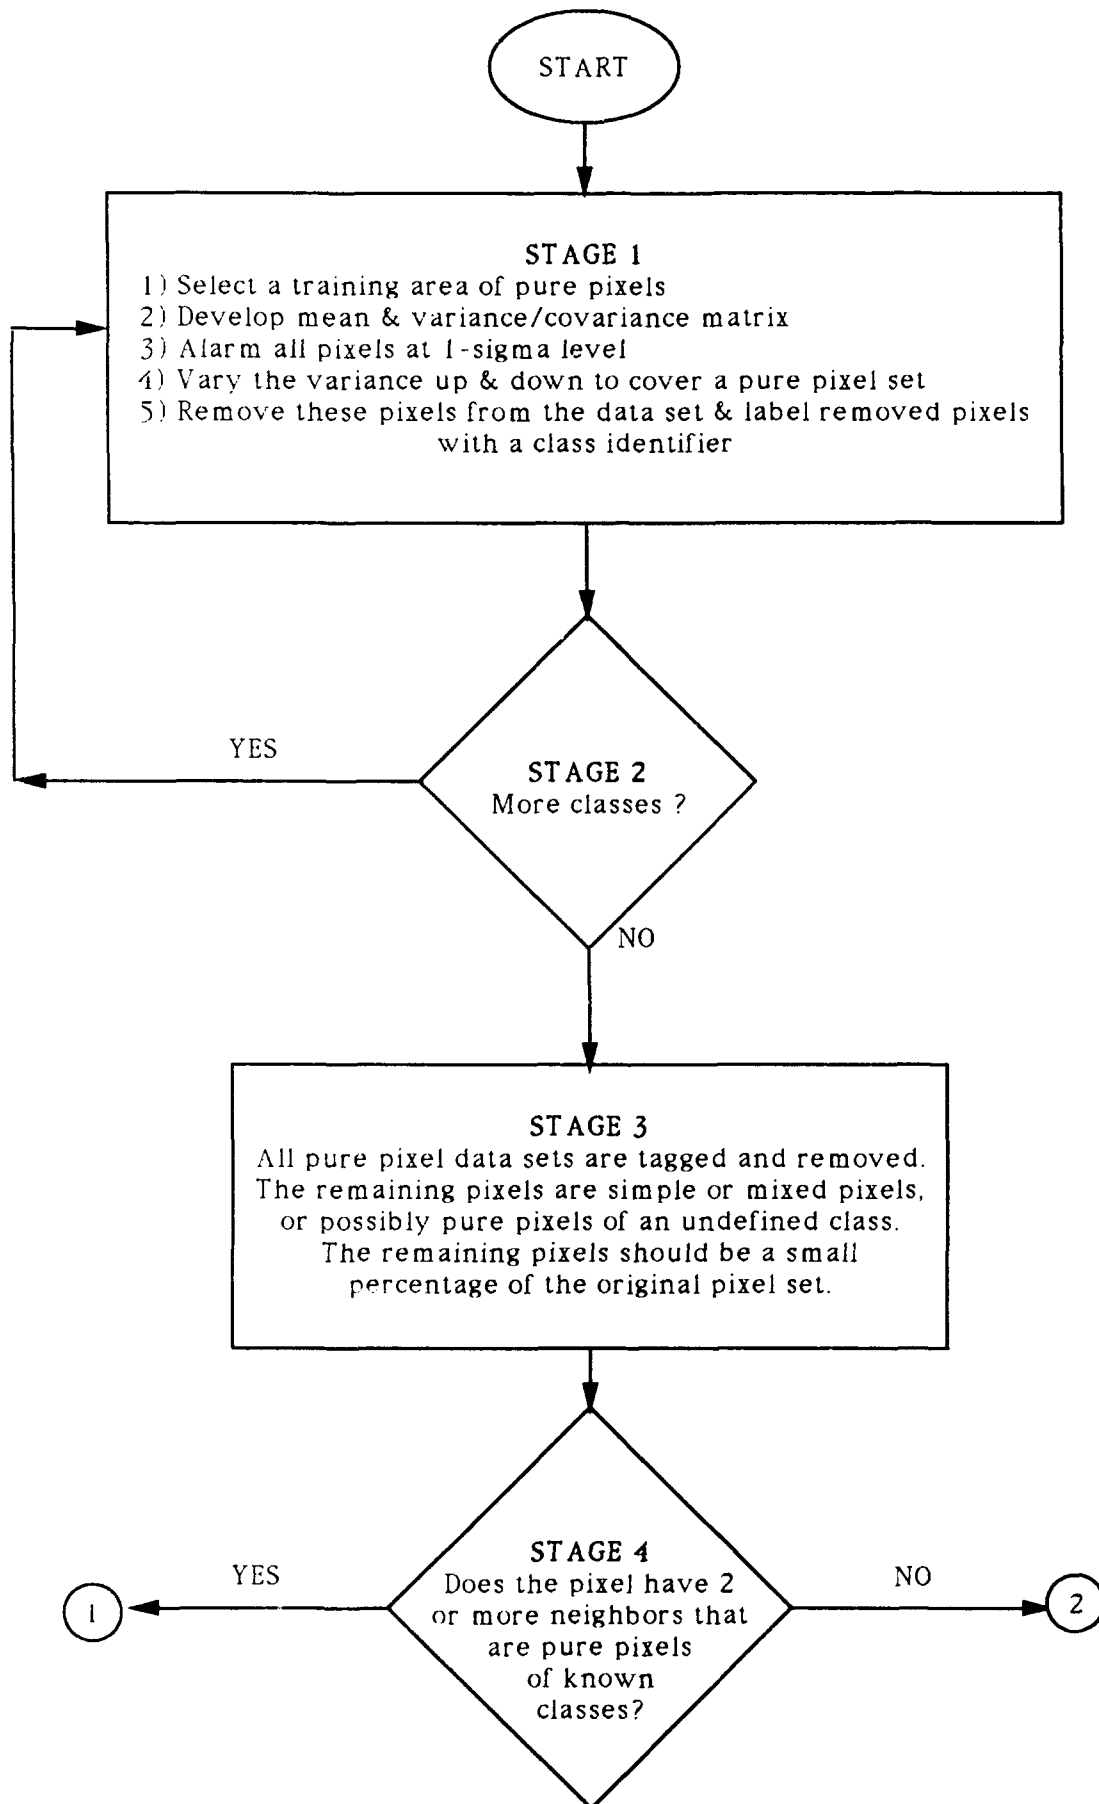 START
STAGE 1
1) Select a training area of pure pixels
2) Develop mean & variance/covariance matrix
3) Alarm all pixels at 1-sigma level
4) Vary the variance up & down to cover a pure pixel set
5) Remove these pixels from the data set & label removed pixels
with a class identifier
YES
STAGE 2
More classes ?
NO
STAGE 3
All pure pixel data sets are tagged and removed.
The remaining pixels are simple or mixed pixels,
or possibly pure pixels of an undefined class.
The remaining pixels should be a small
percentage of the original pixel set.
YES
STAGE 4
Does the pixel have 2
or more neighbors that
are pure pixels
of known
classes?
NO
1
2